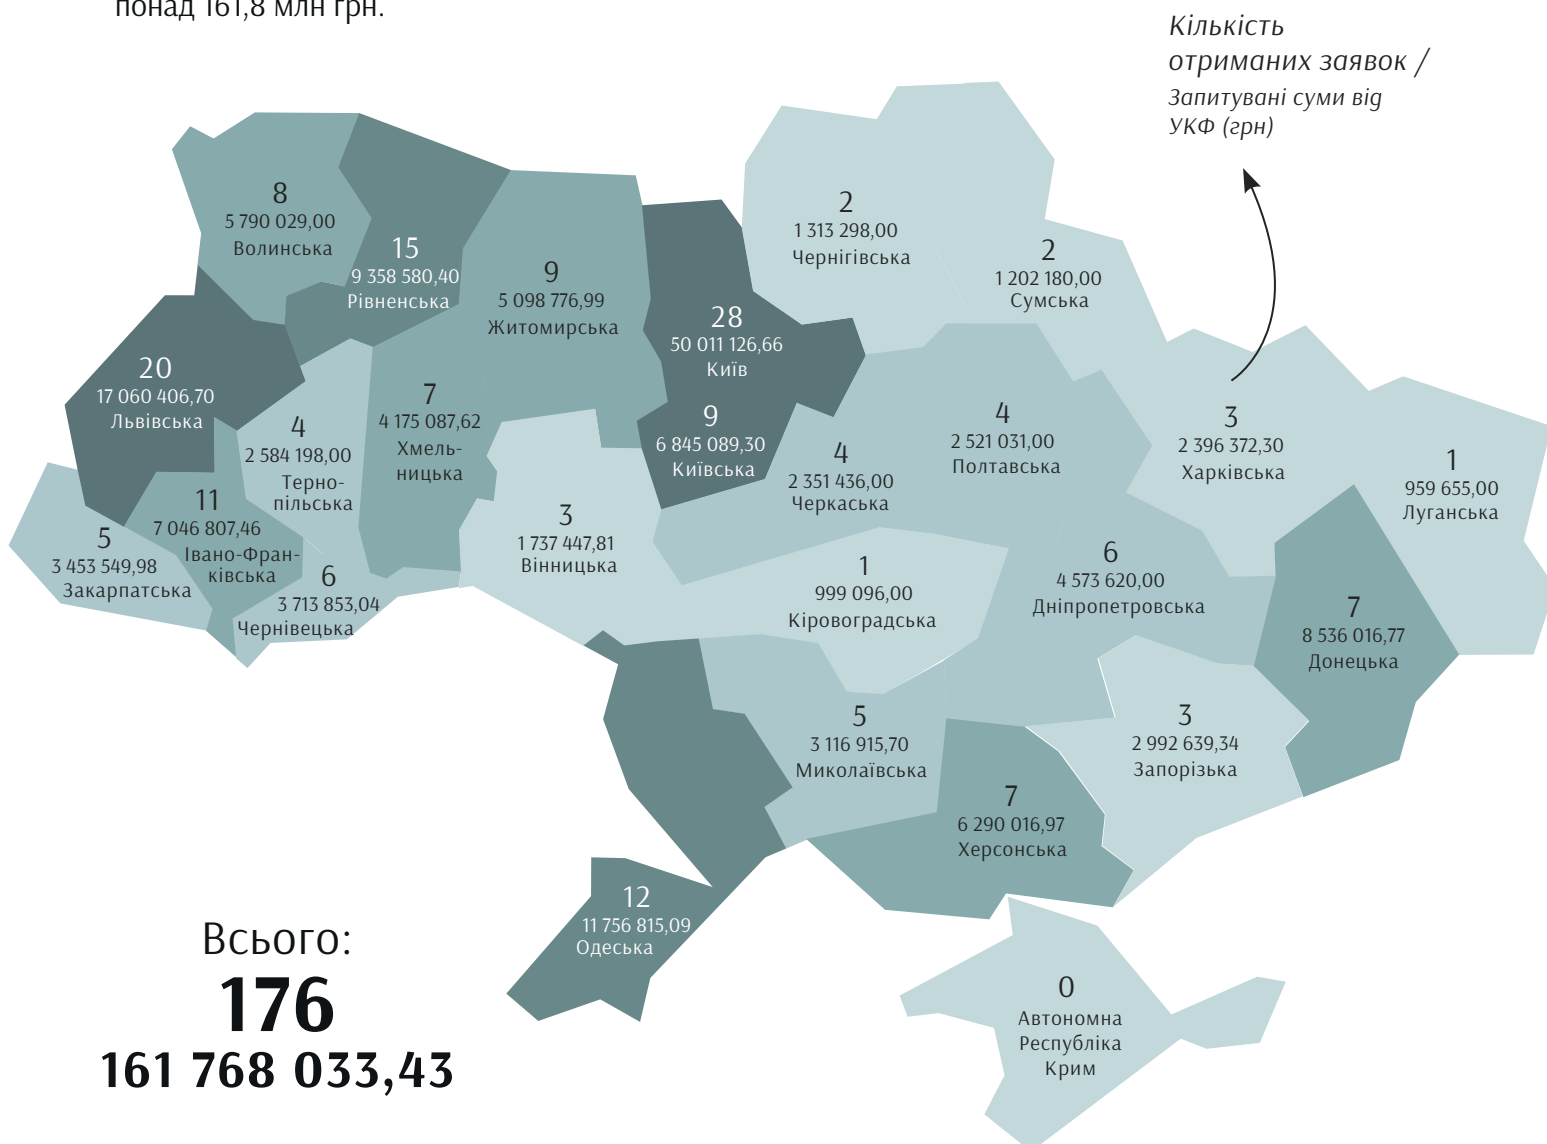 понад 161,8 млн грн.
Кількість
отриманих заявок /
Запитувані суми від
УКФ (грн)
8
5 790 029,00
Волинська
15
9 358 580,40
Рівненська
9
5 098 776,99
Житомирська
28
50 011 126,66
Київ
9
6 845 089,30
Київська
2
1 313 298,00
Чернігівська
2
1 202 180,00
Сумська
20
17 060 406,70
Львівська
4
2 584 198,00
Терно-
пільська
7
4 175 087,62
Хмель-
ницька
4
2 351 436,00
Черкаська
4
2 521 031,00
Полтавська
3
2 396 372,30
Харківська
1
959 655,00
Луганська
5
3 453 549,98
Закарпатська
11
7 046 807,46
Івано-Фран-
ківська
6
3 713 853,04
Чернівецька
3
1 737 447,81
Вінницька
1
999 096,00
Кіровоградська
6
4 573 620,00
Дніпропетровська
7
8 536 016,77
Донецька
5
3 116 915,70
Миколаївська
3
2 992 639,34
Запорізька
7
6 290 016,97
Херсонська
12
11 756 815,09
Одеська
0
Автономна
Республіка
Крим
Всього:
176
161 768 033,43